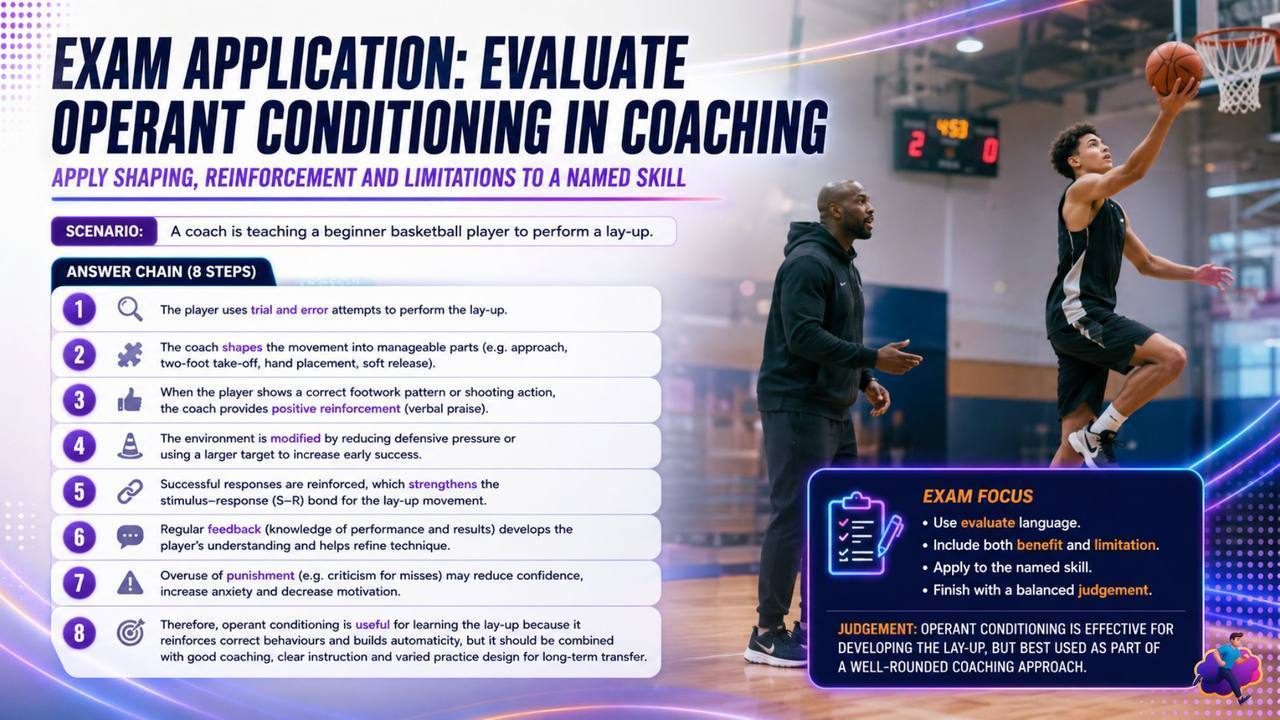 EXAM APPLICATION: EVALUATE
OPERANT CONDITIONING IN COACHING
APPLY SHAPING, REINFORCEMENT AND LIMITATIONS TO A NAMED SKILL
SCENARIO: A coach is teaching a beginner basketball player to perform a lay-up.
ANSWER CHAIN (8 STEPS)
1 The player uses trial and error attempts to perform the lay-up.
2 The coach shapes the movement into manageable parts (e.g. approach,
two-foot take-off, hand placement, soft release).
3 When the player shows a correct footwork pattern or shooting action,
the coach provides positive reinforcement (verbal praise).
4 The environment is modified by reducing defensive pressure or
using a larger target to increase early success.
5 Successful responses are reinforced, which strengthens the
stimulus–response (S–R) bond for the lay-up movement.
6 Regular feedback (knowledge of performance and results) develops the
player's understanding and helps refine technique.
7 Overuse of punishment (e.g. criticism for misses) may reduce confidence,
increase anxiety and decrease motivation.
8 Therefore, operant conditioning is useful for learning the lay-up because it
reinforces correct behaviours and builds automaticity, but it should be combined
with good coaching, clear instruction and varied practice design for long-term transfer.
2 4:53 0
EXAM FOCUS
• Use evaluate language.
• Include both benefit and limitation.
• Apply to the named skill.
• Finish with a balanced judgement.
JUDGEMENT: OPERANT CONDITIONING IS EFFECTIVE FOR
DEVELOPING THE LAY-UP, BUT BEST USED AS PART OF
A WELL-ROUNDED COACHING APPROACH.